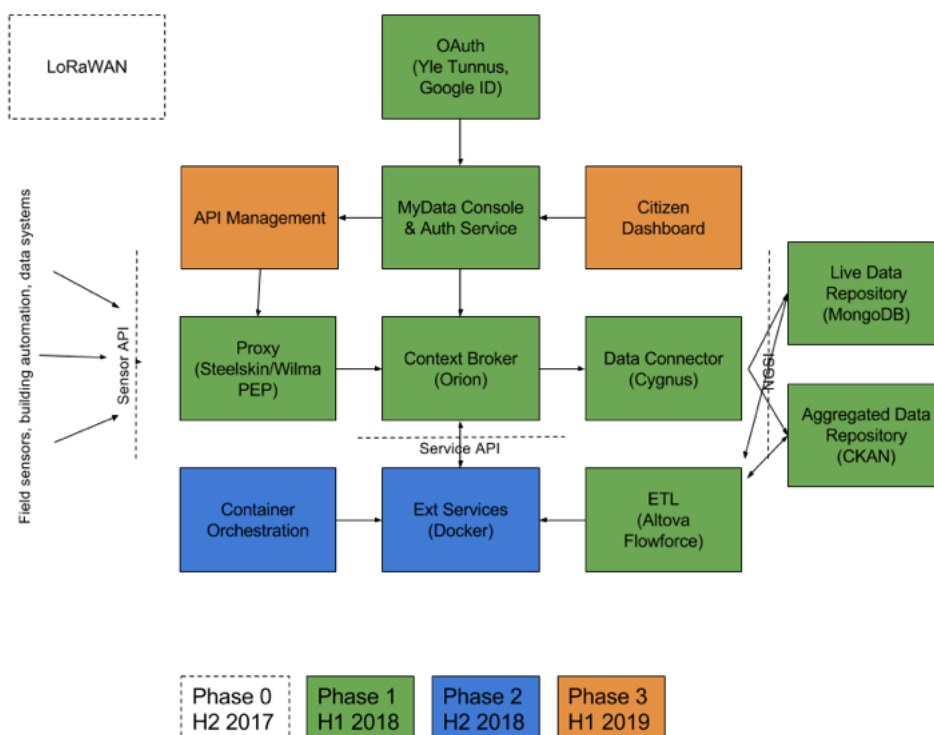 LoRaWAN
OAuth
(Yle Tunnus,
Google ID)
API Management
MyData Console
& Auth Service
Citizen
Dashboard
Field sensors, building automation, data systems
Sensor API
Proxy
(Steelskin/Wilma
PEP)
Context Broker
(Orion)
Data Connector
(Cygnus)
NGSI
Live Data
Repository
(MongoDB)
Aggregated Data
Repository
(CKAN)
Service API
Container
Orchestration
Ext Services
(Docker)
ETL
(Altova
Flowforce)
Phase 0
H2 2017
Phase 1
H1 2018
Phase 2
H2 2018
Phase 3
H1 2019